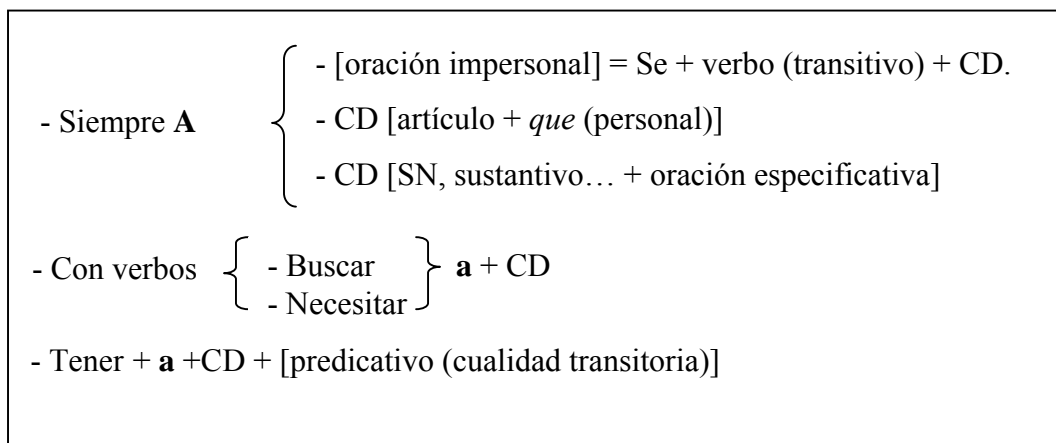 - [oración impersonal] = Se + verbo (transitivo) + CD.
- Siempre A
- CD [artículo + que (personal)]
- CD [SN, sustantivo… + oración especificativa]
- Con verbos - Buscar a + CD
- Necesitar
- Tener + a +CD + [predicativo (cualidad transitoria)]